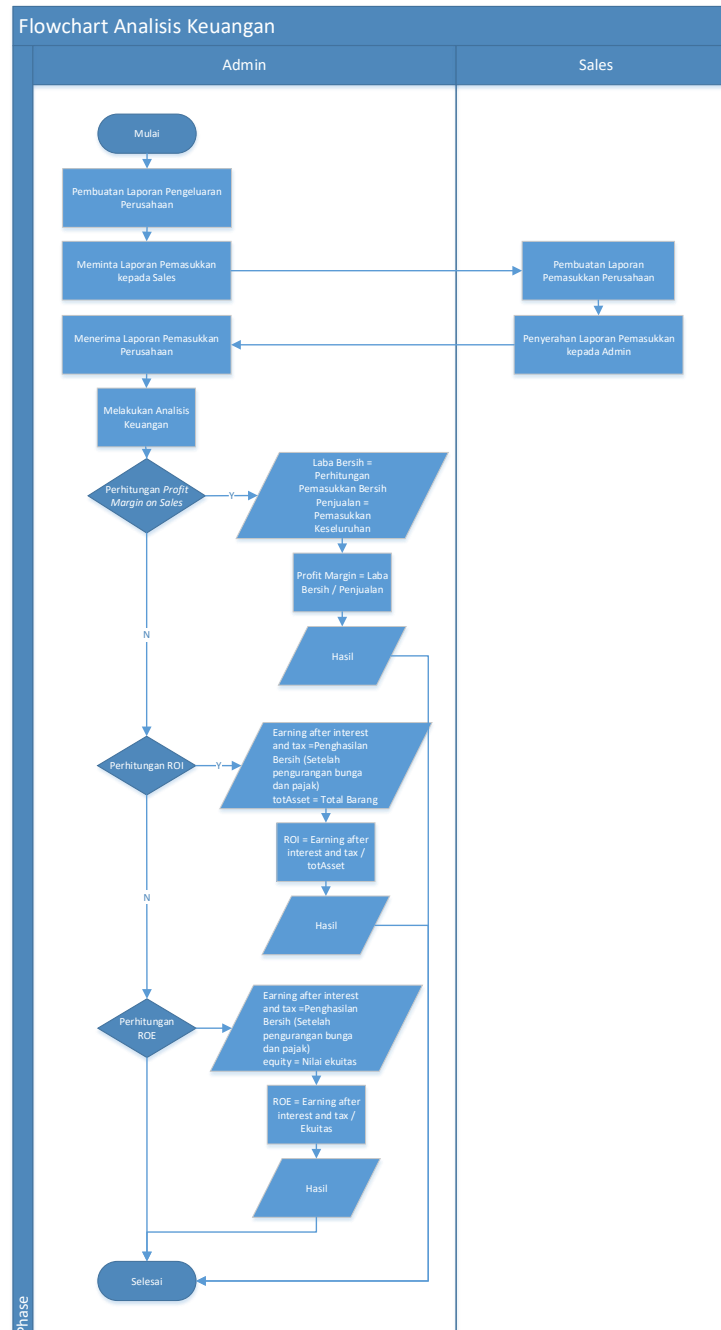 Flowchart Analisis Keuangan
Admin
Sales
Mulai
Pembuatan Laporan Pengeluaran
Perusahaan
Meminta Laporan Pemasukkan
kepada Sales
Pembuatan Laporan
Pemasukkan Perusahaan
Menerima Laporan Pemasukkan
Perusahaan
Penyerahan Laporan Pemasukkan
kepada Admin
Melakukan Analisis
Keuangan
Perhitungan Profit
Margin on Sales
Y
Laba Bersih =
Perhitungan
Pemasukkan Bersih
Penjualan =
Pemasukkan
Keseluruhan
Profit Margin = Laba
Bersih / Penjualan
N
Hasil
Perhitungan ROI
Y
Earning after interest
and tax =Penghasilan
Bersih (Setelah
pengurangan bunga
dan pajak)
totAsset = Total Barang
ROI = Earning after
interest and tax /
totAsset
N
Hasil
Perhitungan
ROE
Earning after interest
and tax =Penghasilan
Bersih (Setelah
pengurangan bunga
dan pajak)
equity = Nilai ekuitas
ROE = Earning after
interest and tax /
Ekuitas
Hasil
Selesai
Phase